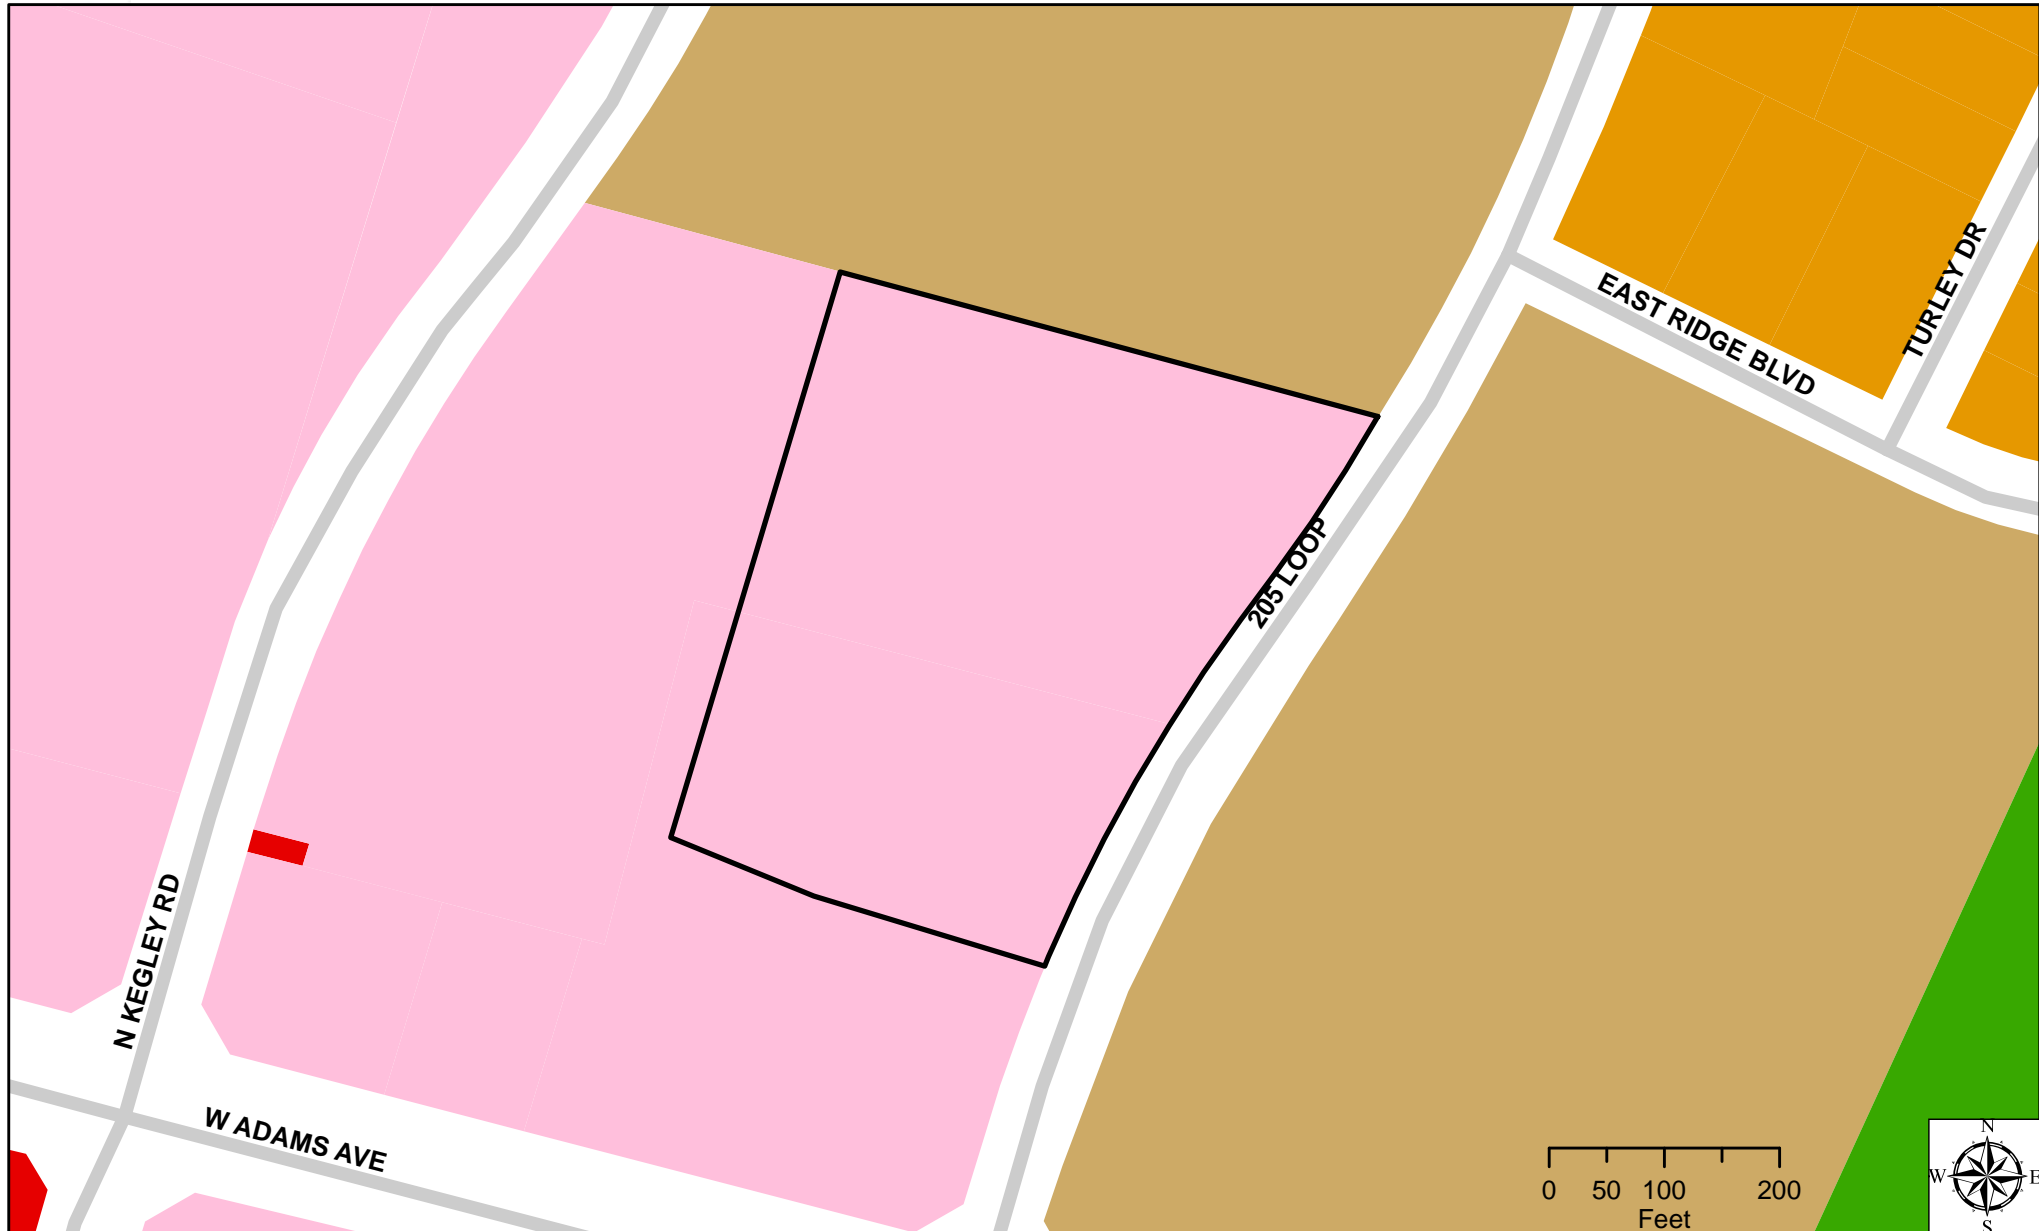 EAST RIDGE BLVD
TURLEY DR
205 LOOP
N KEGLEY RD
W ADAMS AVE
0 50 100 200
Feet
N
W E
S